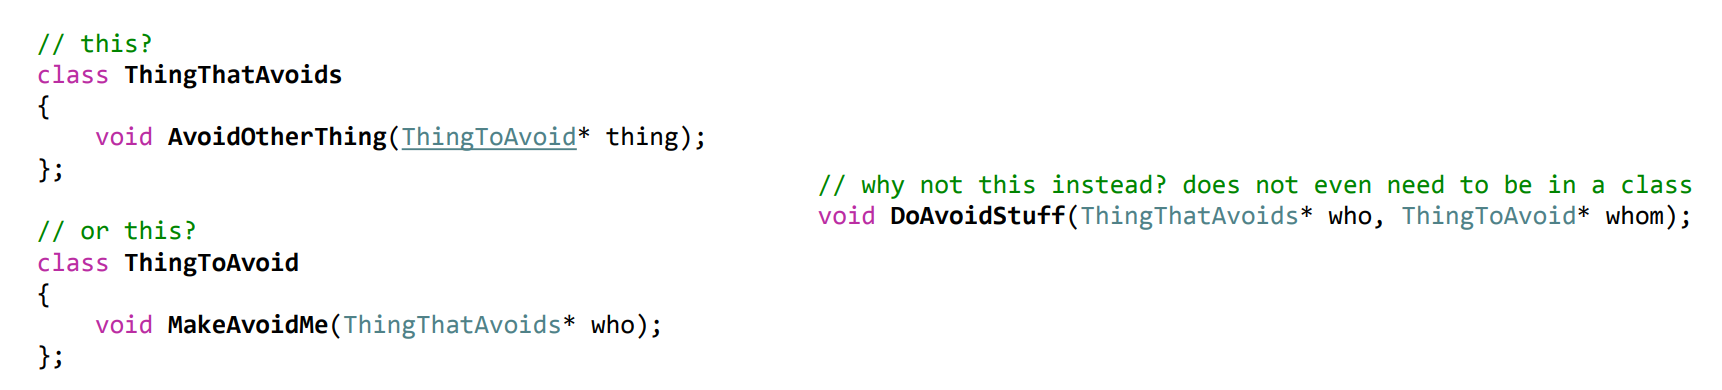 // this?
class ThingThatAvoids
{
    void AvoidOtherThing(ThingToAvoid* thing);
};
// or this?
class ThingToAvoid
{
    void MakeAvoidMe(ThingThatAvoids* who);
};
// why not this instead? does not even need to be in a class
void DoAvoidStuff(ThingThatAvoids* who, ThingToAvoid* whom);